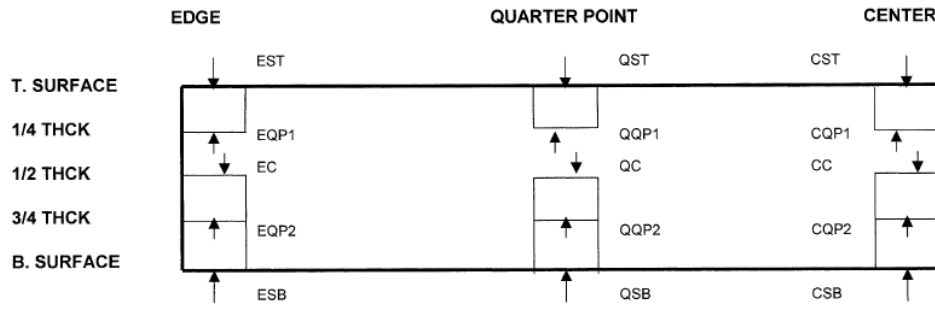 EDGE QUARTER POINT CENTER
EST QST CST
T. SURFACE
1/4 THCK EQP1 QQP1 CQP1
1/2 THCK EC QC CC
3/4 THCK EQP2 QQP2 CQP2
B. SURFACE
ESB QSB CSB